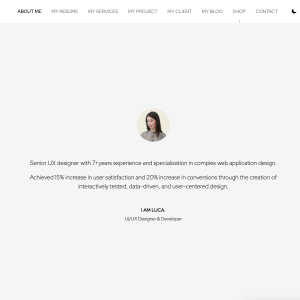 ABOUT ME MY RESUME MY SERVICES MY PROJECT MY CLIENT MY BLOG SHOP CONTACT
Senior UX designer with 7+ years experience and specialization in complex web application design.
Achieved 15% increase in user satisfaction and 20% increase in conversions through the creation of
interactively tested, data-driven, and user-centered design.
I AM LUCA,
UI/UX Designer & Developer